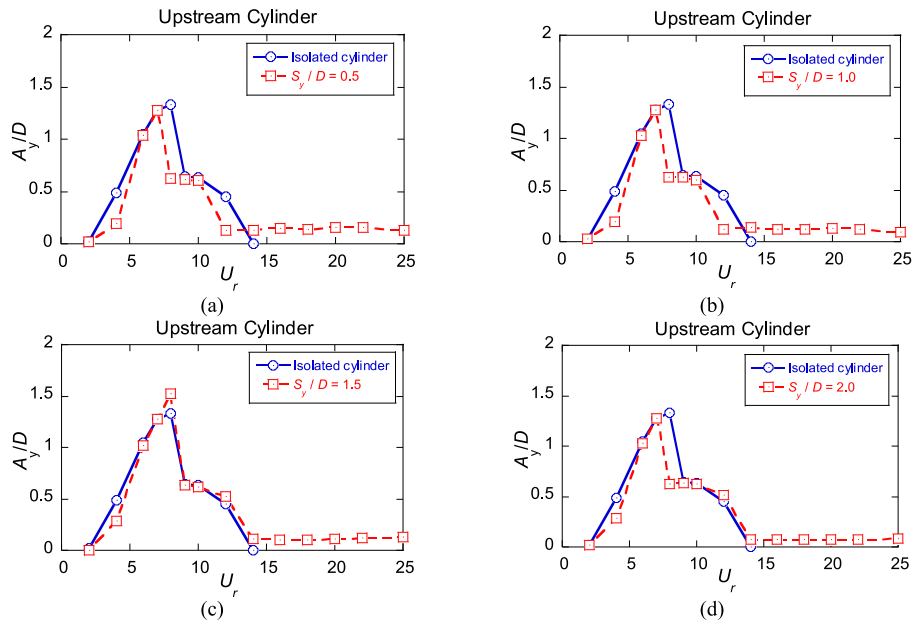 Upstream Cylinder
2
1.5
1
0.5
0
A_y/D
Isolated cylinder
S_y / D = 0.5
0 5 10 15 20 25
U_r
(a)
Upstream Cylinder
2
1.5
1
0.5
0
A_y/D
Isolated cylinder
S_y / D = 1.0
0 5 10 15 20 25
U_r
(b)
Upstream Cylinder
2
1.5
1
0.5
0
A_y/D
Isolated cylinder
S_y / D = 1.5
0 5 10 15 20 25
U_r
(c)
Upstream Cylinder
2
1.5
1
0.5
0
A_y/D
Isolated cylinder
S_y / D = 2.0
0 5 10 15 20 25
U_r
(d)